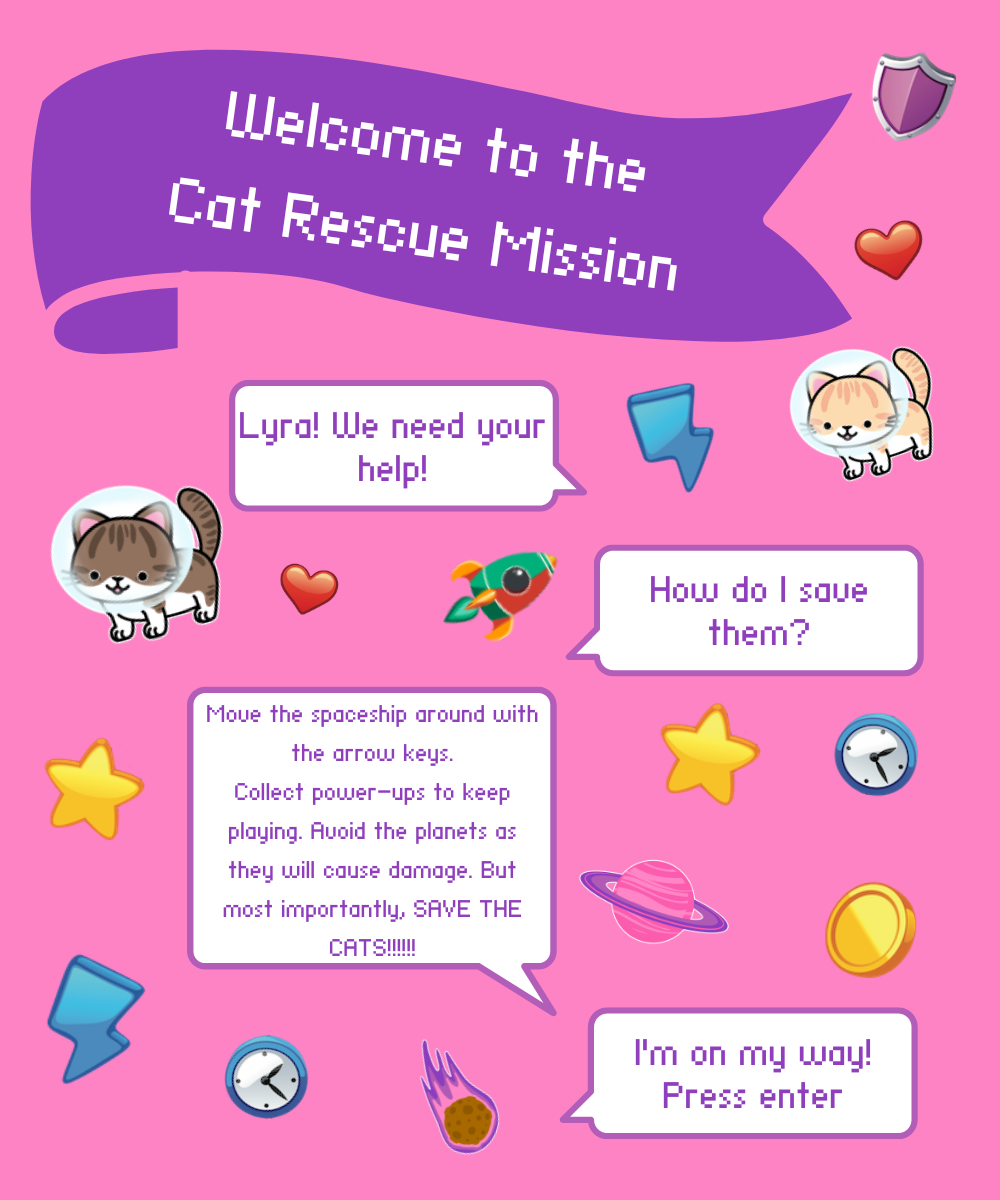 Welcome to the
Cat Rescue Mission
Lyra! We need your
help!
How do I save
them?
Move the spaceship around with
the arrow keys.
Collect power-ups to keep
playing. Avoid the planets as
they will cause damage. But
most importantly, SAVE THE
CATS!!!!!!
I'm on my way!
Press enter